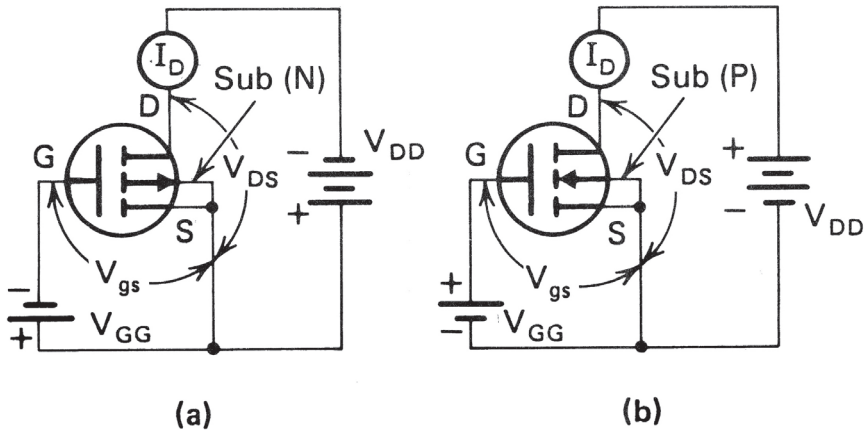 I_D
Sub (N)
D
G
V_DS
V_DD
-
+
S
V_gs
-
+
V_GG
(a)
I_D
Sub (P)
D
G
V_DS
+
-
V_DD
S
V_gs
+
-
V_GG
(b)